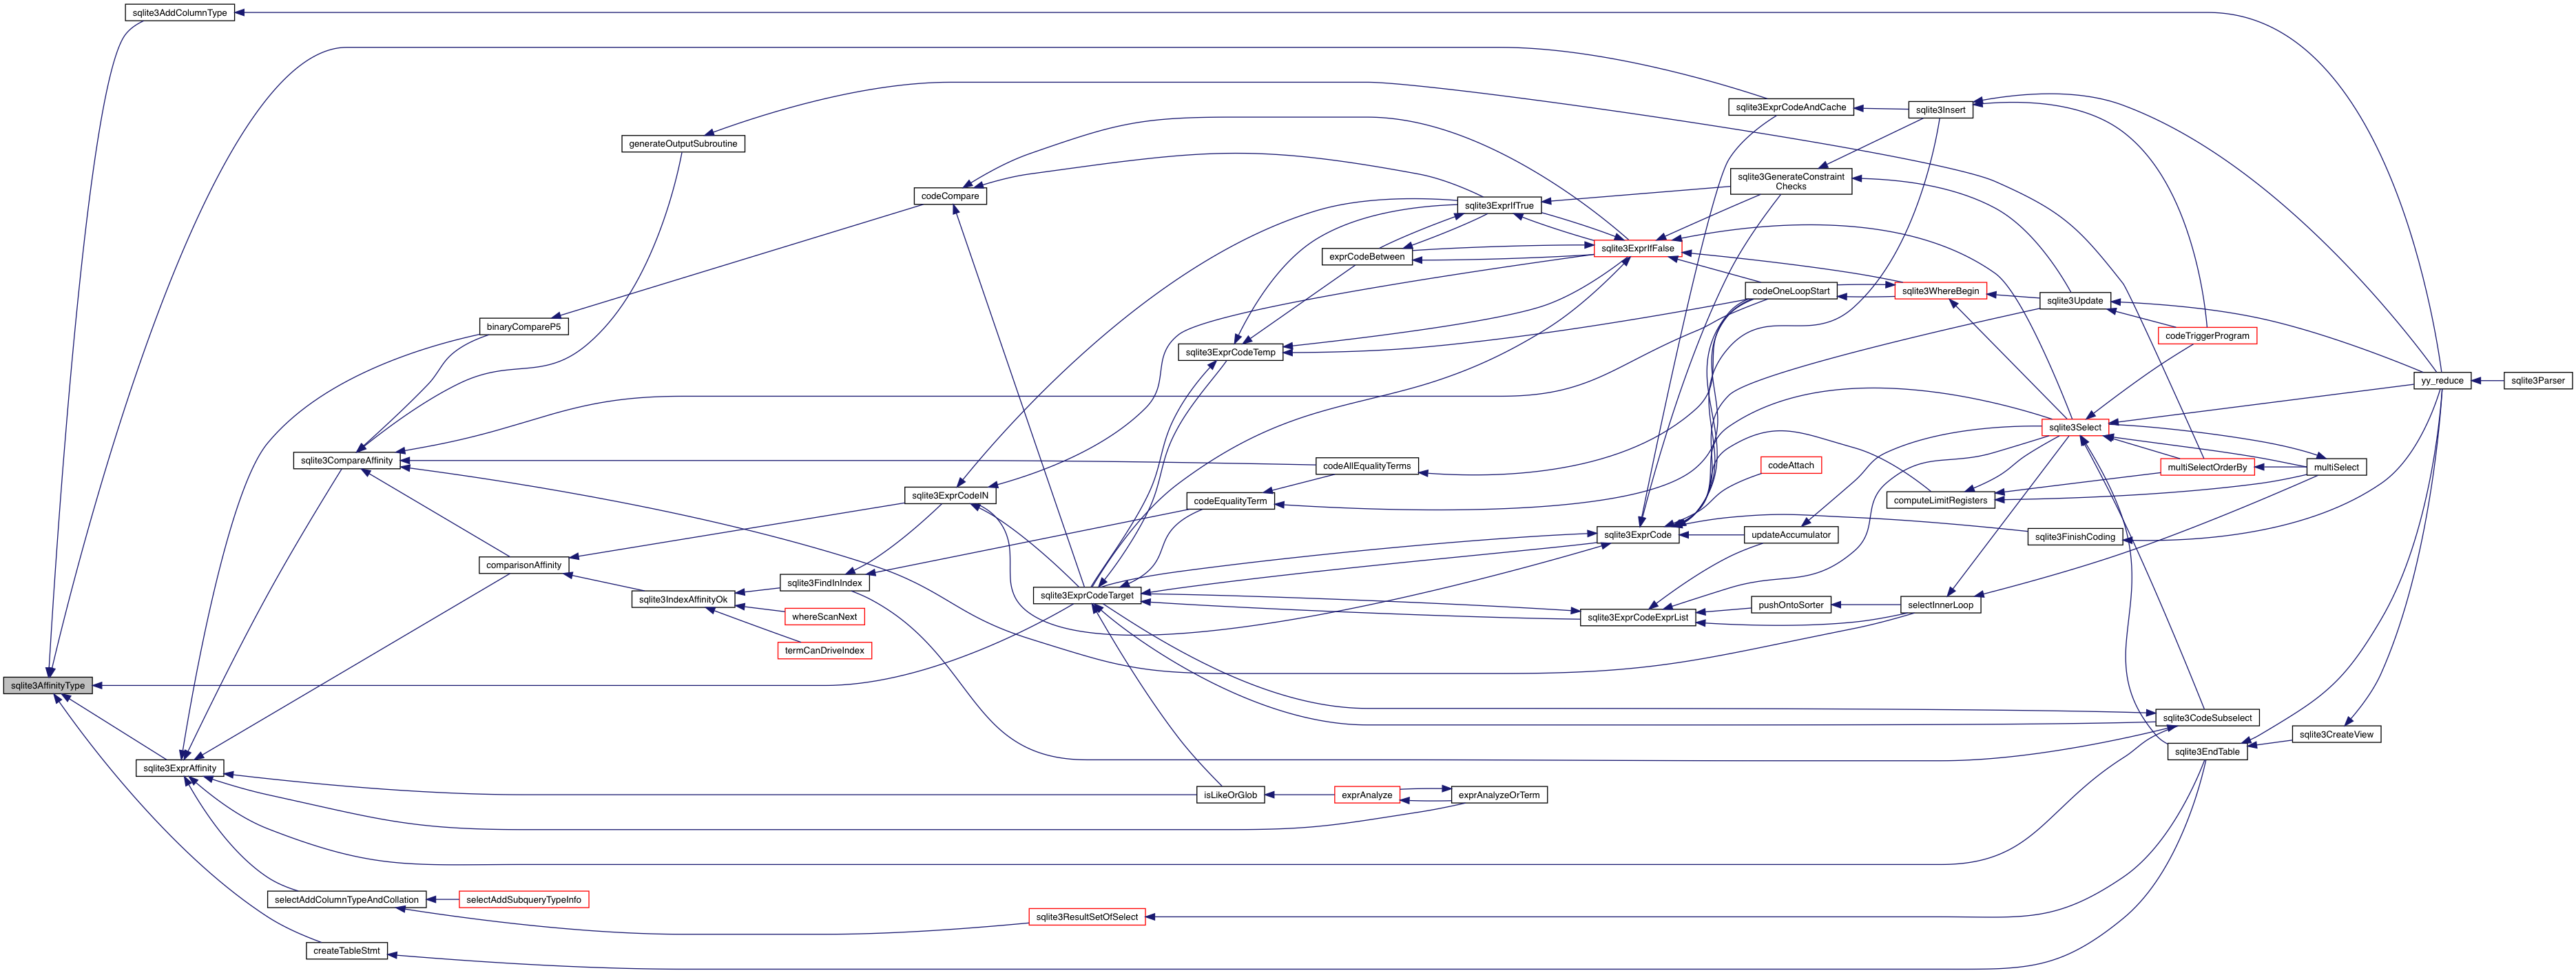 sqlite3AddColumnType
sqlite3ExprCodeAndCache
sqlite3Insert
generateOutputSubroutine
sqlite3GenerateConstraint
Checks
codeCompare
sqlite3ExprIfTrue
sqlite3ExprIfFalse
exprCodeBetween
codeOneLoopStart
sqlite3WhereBegin
sqlite3Update
binaryCompareP5
codeTriggerProgram
sqlite3ExprCodeTemp
yy_reduce
sqlite3Parser
sqlite3Select
sqlite3CompareAffinity
codeAllEqualityTerms
codeAttach
multiSelectOrderBy
multiSelect
sqlite3ExprCodeIN
codeEqualityTerm
computeLimitRegisters
sqlite3ExprCode
updateAccumulator
sqlite3FinishCoding
comparisonAffinity
sqlite3FindInIndex
sqlite3IndexAffinityOk
sqlite3ExprCodeTarget
whereScanNext
sqlite3ExprCodeExprList
pushOntoSorter
selectInnerLoop
termCanDriveIndex
sqlite3AffinityType
sqlite3CodeSubselect
sqlite3CreateView
sqlite3EndTable
sqlite3ExprAffinity
isLikeOrGlob
exprAnalyze
exprAnalyzeOrTerm
selectAddColumnTypeAndCollation
selectAddSubqueryTypeInfo
sqlite3ResultSetOfSelect
createTableStmt